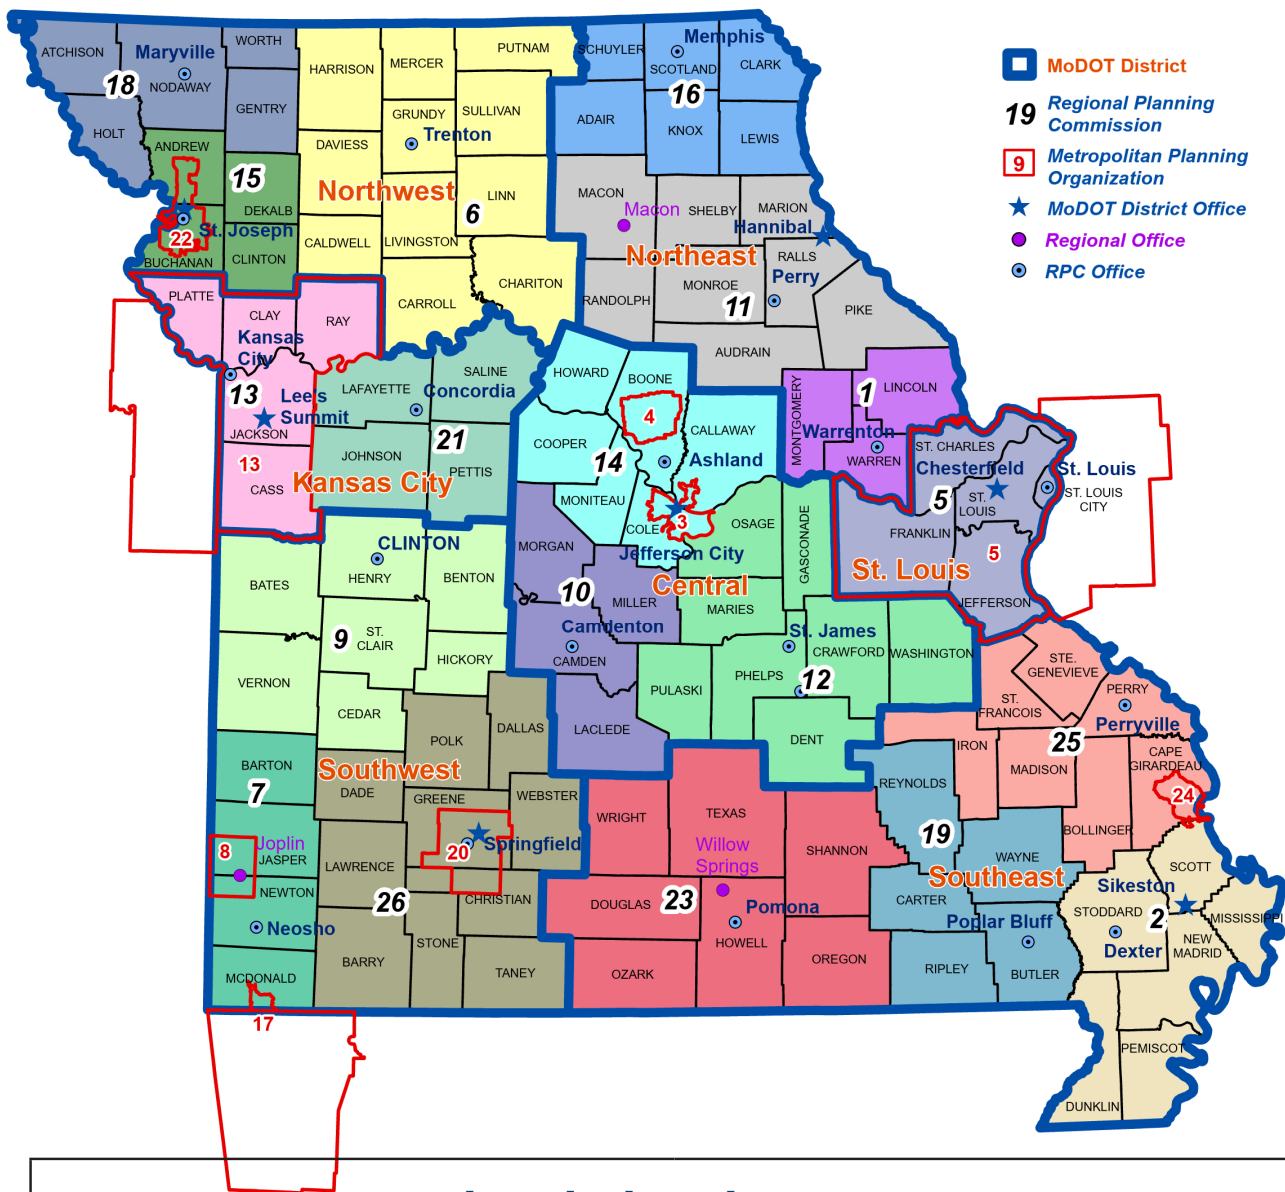 MoDOT District
19 Regional Planning
Commission
9 Metropolitan Planning
Organization
MoDOT District Office
Regional Office
RPC Office
ATCHISON
18
Maryville
NODAWAY
WORTH
GENTRY
HOLT
ANDREW
15
DEKALB
St. Joseph
22
BUCHANAN
CLINTON
HARRISON
MERCER
PUTNAM
GRUNDY
SULLIVAN
Trenton
DAVIESS
Northwest
LINN
6
CALDWELL
LIVINGSTON
CHARITON
CARROLL
SCHUYLER
Memphis
SCOTLAND
CLARK
16
ADAIR
KNOX
LEWIS
MACON
Macon
SHELBY
MARION
Hannibal
Northeast
RALLS
Perry
RANDOLPH
MONROE
11
PIKE
AUDRAIN
MONTGOMERY
1
LINCOLN
Warrenton
WARREN
PLATTE
CLAY
RAY
Kansas
City
13
Lee's
Summit
JACKSON
13
CASS
LAFAYETTE
SALINE
Concordia
JOHNSON
21
PETTIS
Kansas City
HOWARD
BOONE
4
COOPER
CALLAWAY
14
Ashland
MONITEAU
COLE
3
Jefferson City
OSAGE
GASCONADE
Central
MORGAN
10
MILLER
MARIES
Camdenton
CAMDEN
LACLEDE
PULASKI
St. James
PHELPS
12
CRAWFORD
WASHINGTON
DENT
ST. CHARLES
Chesterfield
St. Louis
5
ST.
LOUIS
ST. LOUIS
CITY
FRANKLIN
5
St. Louis
JEFFERSON
BATES
CLINTON
HENRY
BENTON
9
ST.
CLAIR
HICKORY
VERNON
CEDAR
POLK
DALLAS
BARTON
Southwest
7
DADE
GREENE
WEBSTER
8
Joplin
JASPER
20
Springfield
LAWRENCE
NEWTON
26
CHRISTIAN
Neosho
STONE
BARRY
TANEY
MCDONALD
17
WRIGHT
TEXAS
Willow
Springs
SHANNON
DOUGLAS
23
Pomona
HOWELL
OZARK
OREGON
STE.
GENEVIEVE
ST.
FRANCOIS
PERRY
Perryville
IRON
25
MADISON
CAPE
GIRARDEAU
24
BOLLINGER
REYNOLDS
19
WAYNE
Southeast
CARTER
Poplar Bluff
RIPLEY
BUTLER
SCOTT
Sikeston
STODDARD
2
MISSISSIPPI
Dexter
NEW
MADRID
PEMISCOT
DUNKLIN